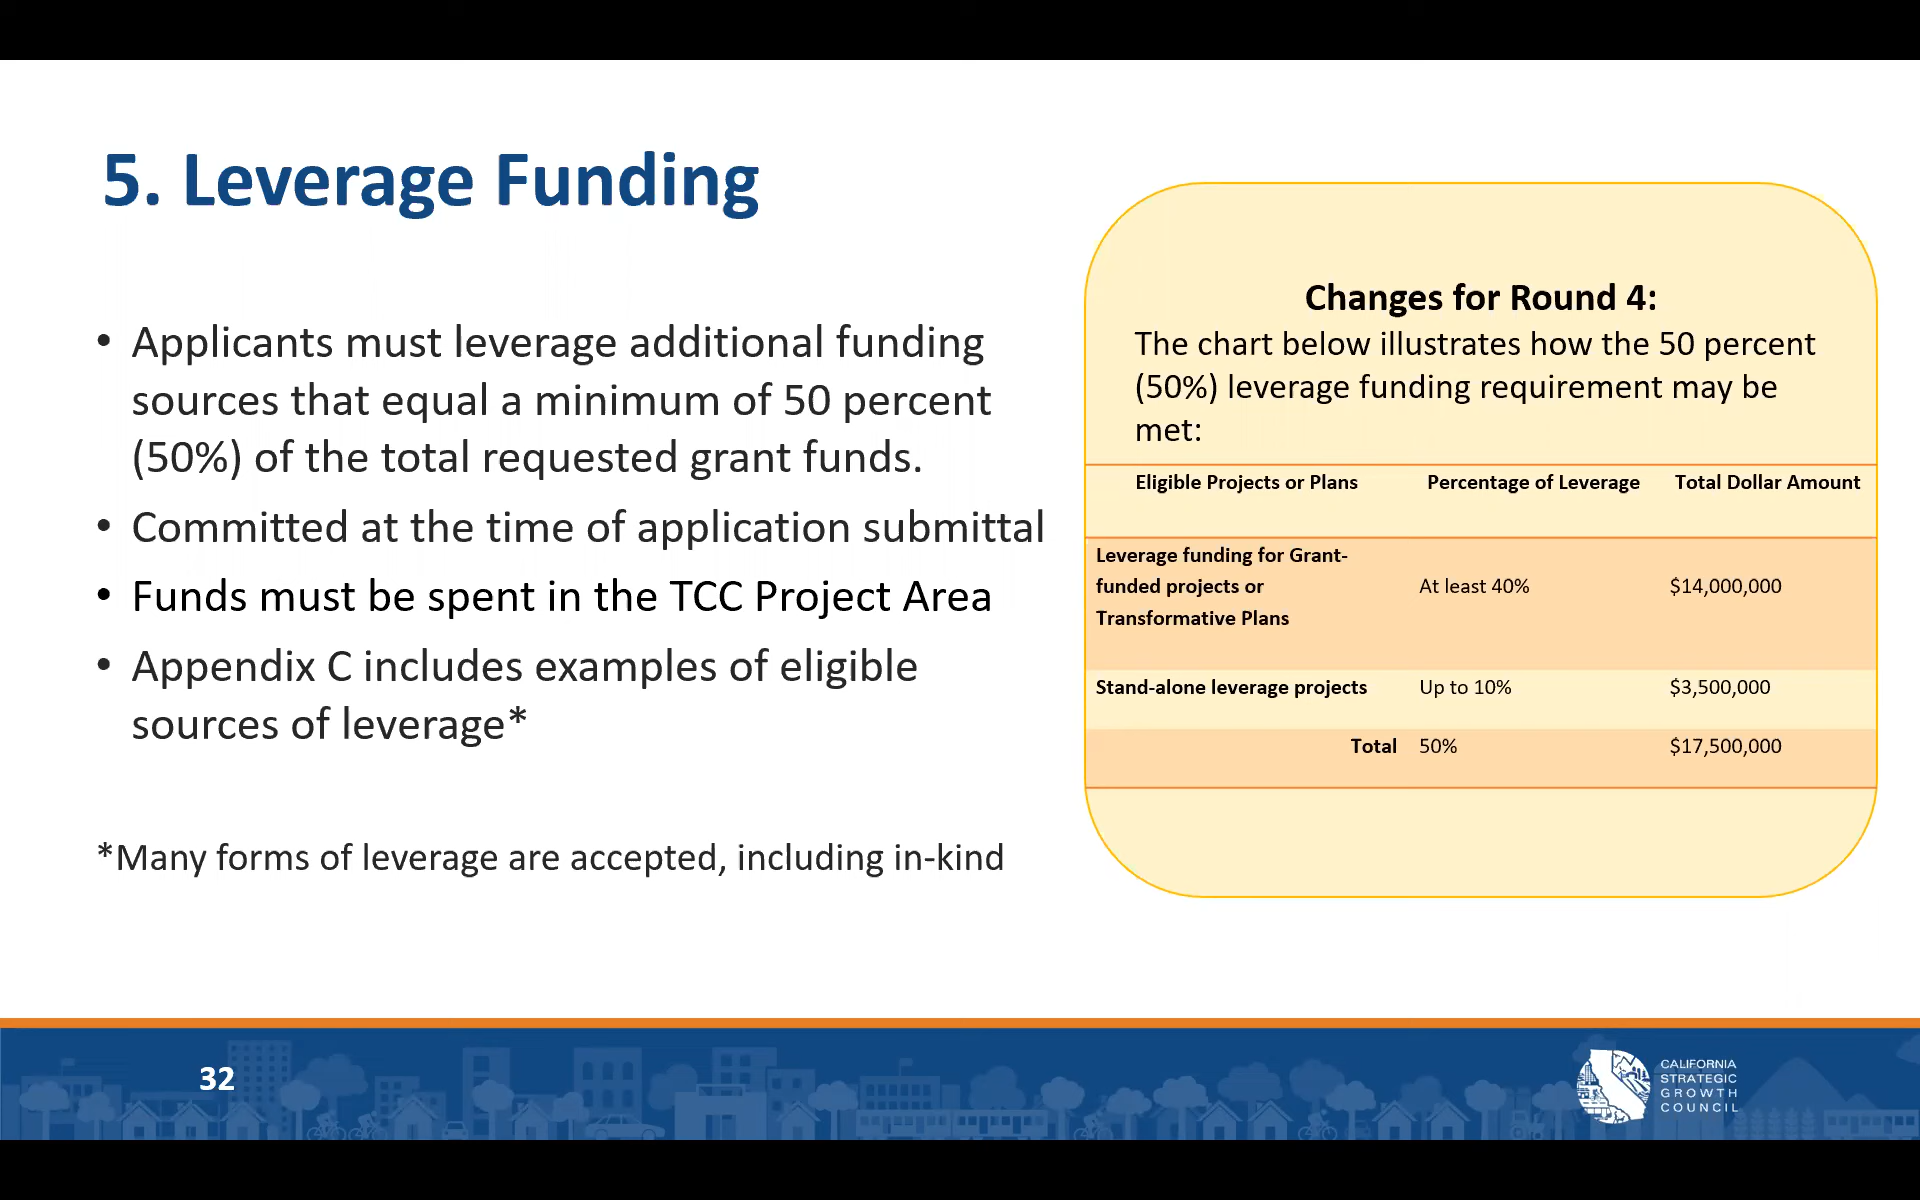 5. Leverage Funding
• Applicants must leverage additional funding
sources that equal a minimum of 50 percent
(50%) of the total requested grant funds.
• Committed at the time of application submittal
• Funds must be spent in the TCC Project Area
• Appendix C includes examples of eligible
sources of leverage*
*Many forms of leverage are accepted, including in-kind
Changes for Round 4:
The chart below illustrates how the 50 percent
(50%) leverage funding requirement may be
met:
Eligible Projects or Plans Percentage of Leverage Total Dollar Amount
Leverage funding for Grant-
funded projects or At least 40% $14,000,000
Transformative Plans
Stand-alone leverage projects Up to 10% $3,500,000
Total 50% $17,500,000
32
CALIFORNIA
STRATEGIC
GROWTH
COUNCIL